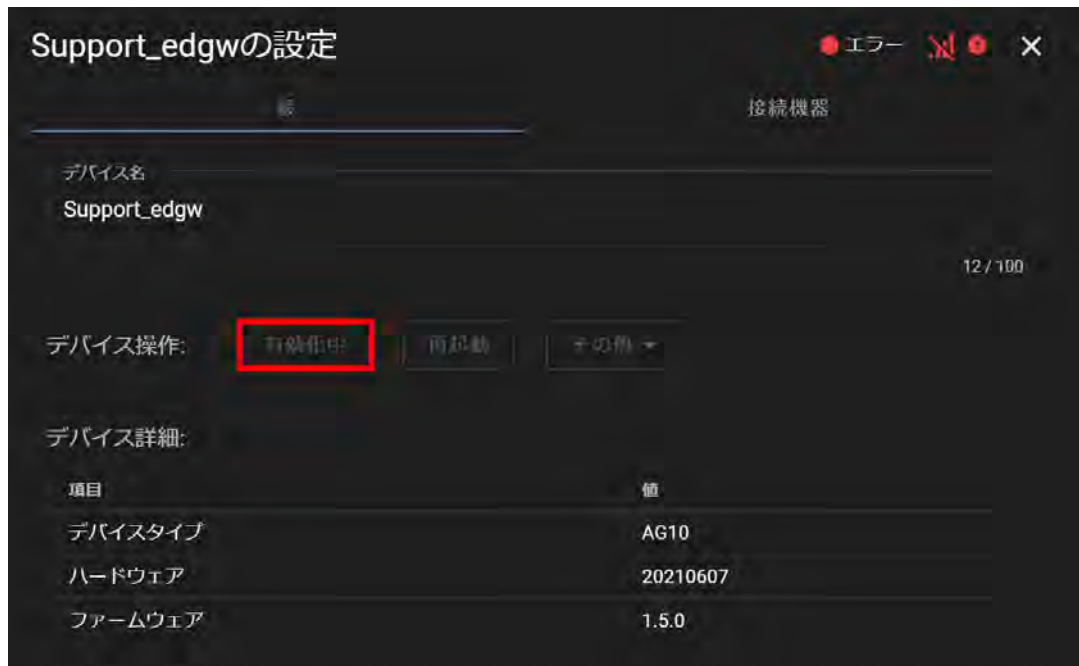 Support_edgwの設定
エラー
接続機器
デバイス名
Support_edgw
12 / 100
デバイス操作: 有効化中 再起動 その他
デバイス詳細:
項目 値
デバイスタイプ AG10
ハードウェア 20210607
ファームウェア 1.5.0